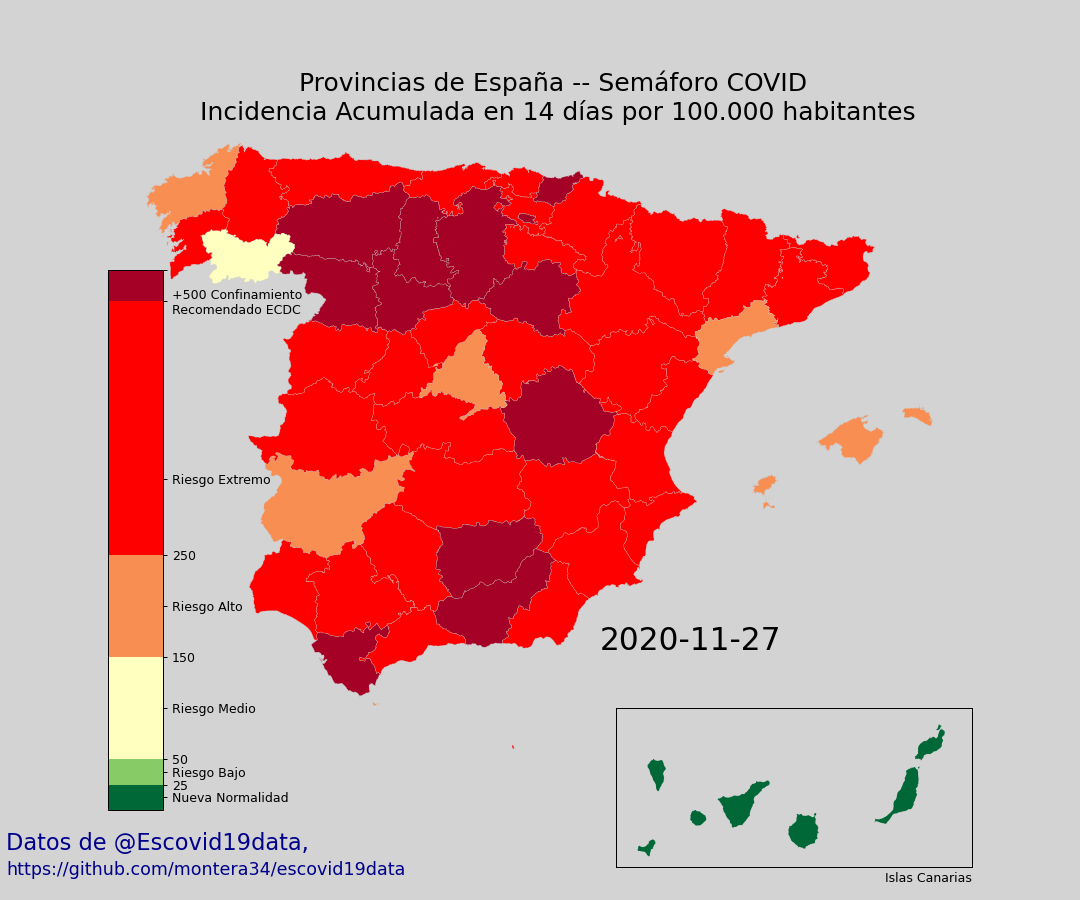 Provincias de España -- Semáforo COVID
Incidencia Acumulada en 14 días por 100.000 habitantes
+500 Confinamiento
Recomendado ECDC
Riesgo Extremo
250
Riesgo Alto
150
Riesgo Medio
50
Riesgo Bajo
25
Nueva Normalidad
2020-11-27
Datos de @Escovid19data,
https://github.com/montera34/escovid19data
Islas Canarias